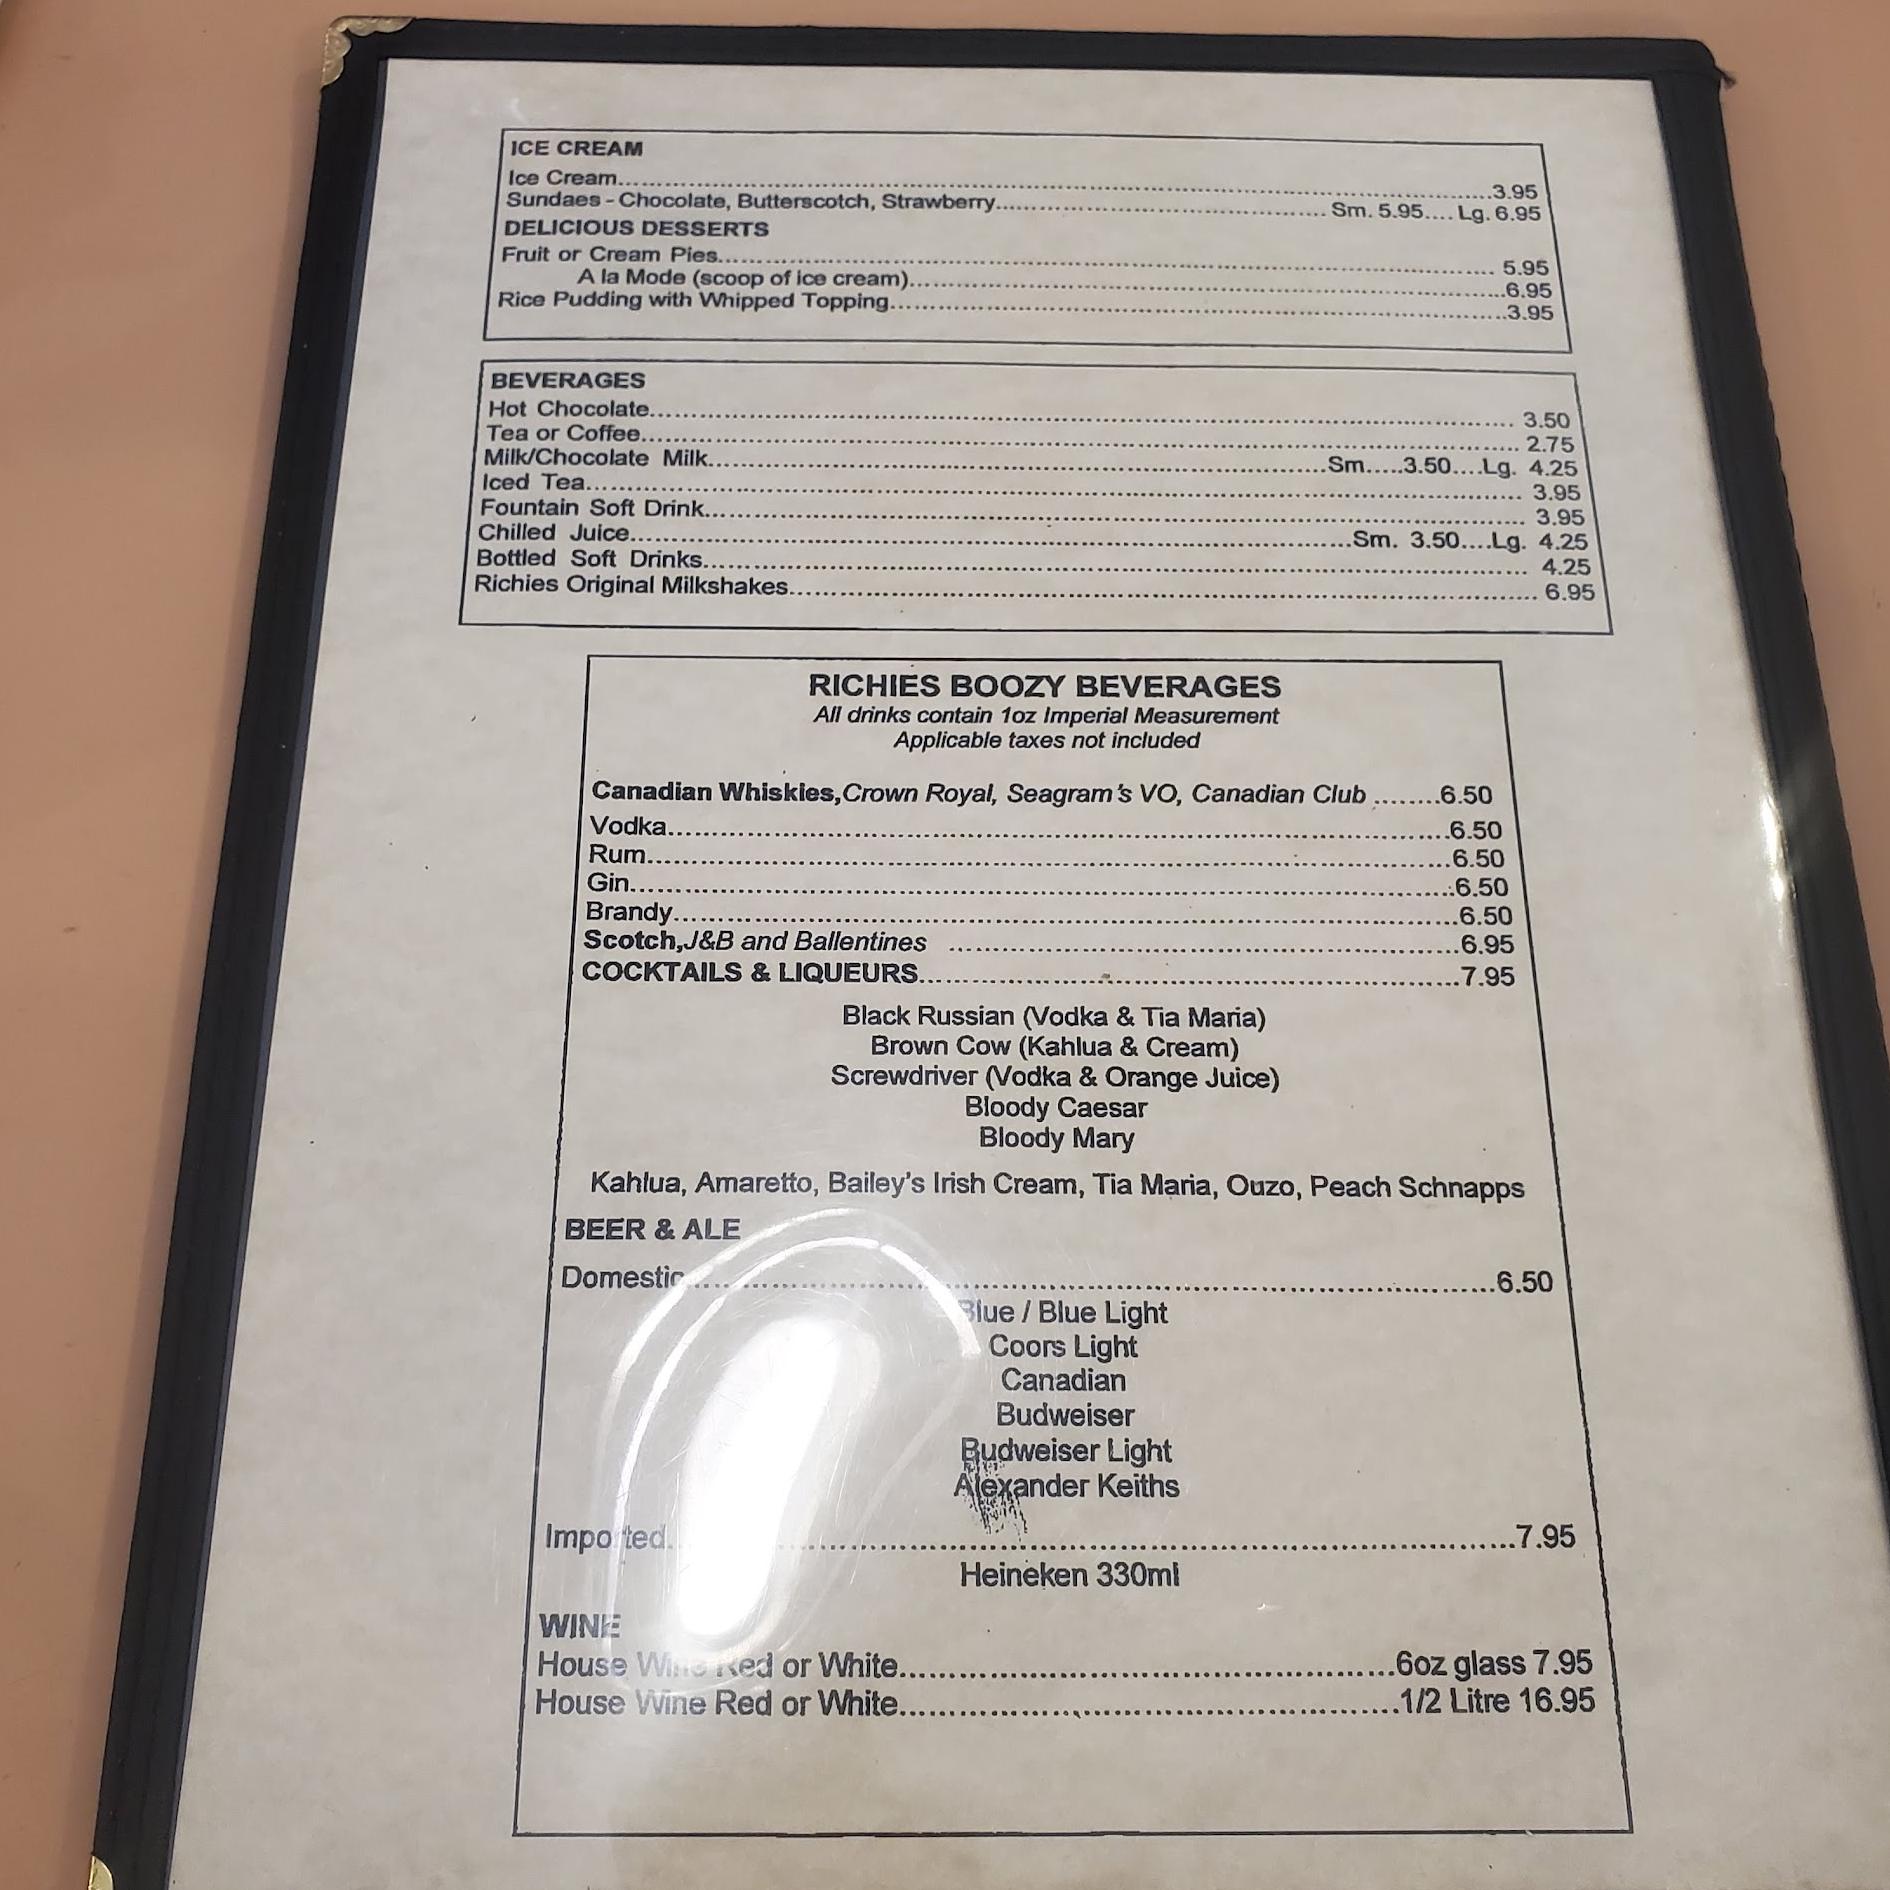 ICE CREAM
Ice Cream..........3.95
Sundaes - Chocolate, Butterscotch, Strawberry.......... Sm. 5.95.... Lg. 6.95
DELICIOUS DESSERTS
Fruit or Cream Pies.......... 5.95
A la Mode (scoop of ice cream)..........6.95
Rice Pudding with Whipped Topping..........3.95
BEVERAGES
Hot Chocolate.......... 3.50
Tea or Coffee.......... 2.75
Milk/Chocolate Milk..........Sm.....3.50....Lg. 4.25
Iced Tea.......... 3.95
Fountain Soft Drink.......... 3.95
Chilled Juice..........Sm. 3.50....Lg. 4.25
Bottled Soft Drinks.......... 4.25
Richies Original Milkshakes.......... 6.95
RICHIES BOOZY BEVERAGES
All drinks contain 1oz Imperial Measurement
Applicable taxes not included
Canadian Whiskies,Crown Royal, Seagram's VO, Canadian Club ........6.50
Vodka..........6.50
Rum..........6.50
Gin..........6.50
Brandy..........6.50
Scotch,J&B and Ballentines ..........6.95
COCKTAILS & LIQUEURS..........7.95
Black Russian (Vodka & Tia Maria)
Brown Cow (Kahlua & Cream)
Screwdriver (Vodka & Orange Juice)
Bloody Caesar
Bloody Mary
Kahlua, Amaretto, Bailey's Irish Cream, Tia Maria, Ouzo, Peach Schnapps
BEER & ALE
Domestic..........6.50
Blue / Blue Light
Coors Light
Canadian
Budweiser
Budweiser Light
Alexander Keiths
Imported..........7.95
Heineken 330ml
WINE
House Wine Red or White..........6oz glass 7.95
House Wine Red or White..........1/2 Litre 16.95